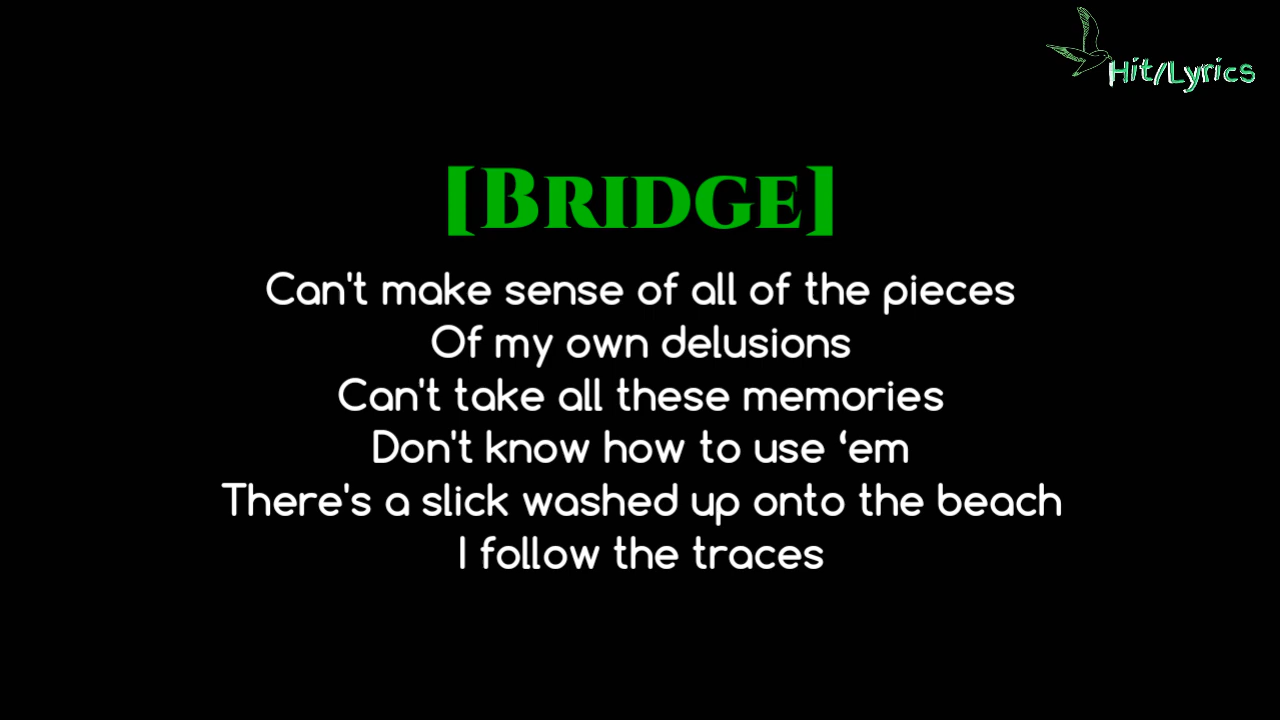 Hit/Lyrics
[BRIDGE]
Can't make sense of all of the pieces
Of my own delusions
Can't take all these memories
Don't know how to use ‘em
There's a slick washed up onto the beach
I follow the traces